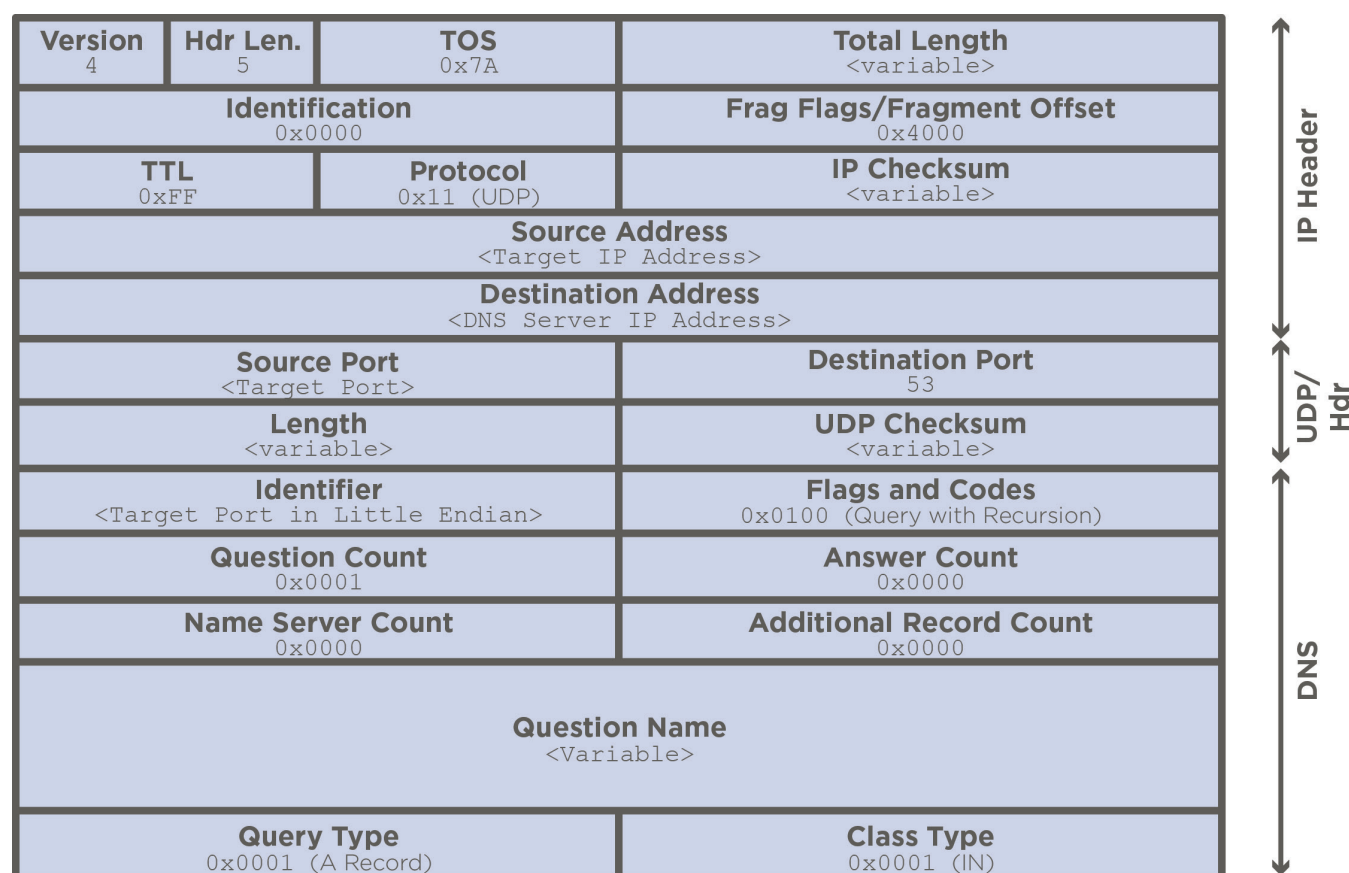 Version
4
Hdr Len.
5
TOS
0x7A
Total Length
<variable>
Identification
0x0000
Frag Flags/Fragment Offset
0x4000
TTL
0xFF
Protocol
0x11 (UDP)
IP Checksum
<variable>
Source Address
<Target IP Address>
Destination Address
<DNS Server IP Address>
IP Header
Source Port
<Target Port>
Destination Port
53
Length
<variable>
UDP Checksum
<variable>
UDP/
Hdr
Identifier
<Target Port in Little Endian>
Flags and Codes
0x0100 (Query with Recursion)
Question Count
0x0001
Answer Count
0x0000
Name Server Count
0x0000
Additional Record Count
0x0000
Question Name
<Variable>
Query Type
0x0001 (A Record)
Class Type
0x0001 (IN)
DNS